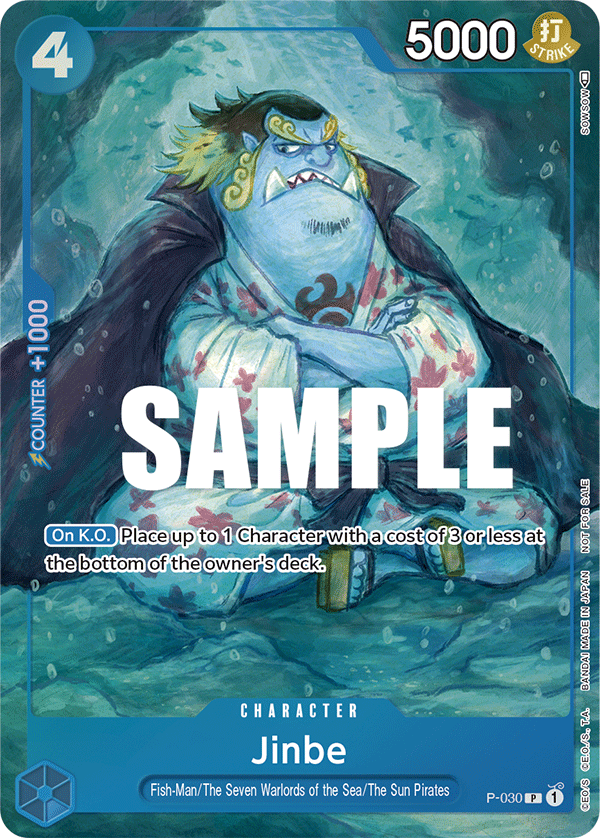 4
5000
打
STRIKE
SOWSOW
COUNTER +1000
SAMPLE
On K.O. Place up to 1 Character with a cost of 3 or less at
the bottom of the owner's deck.
©E.O./S ©E.O./S., T.A. BANDAI MADE IN JAPAN NOT FOR SALE
CHARACTER
Jinbe
Fish-Man/The Seven Warlords of the Sea/The Sun Pirates
P-030 P 1